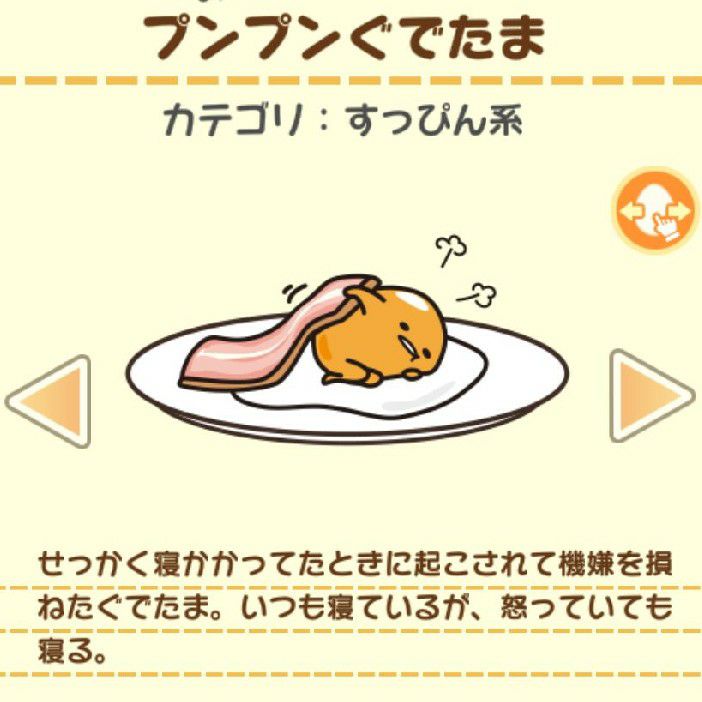 プンプンぐでたま
カテゴリ：すっぴん系
せっかく寝かかってたときに起こされて機嫌を損
ねたぐでたま。いつも寝ているが、怒っていても
寝る。